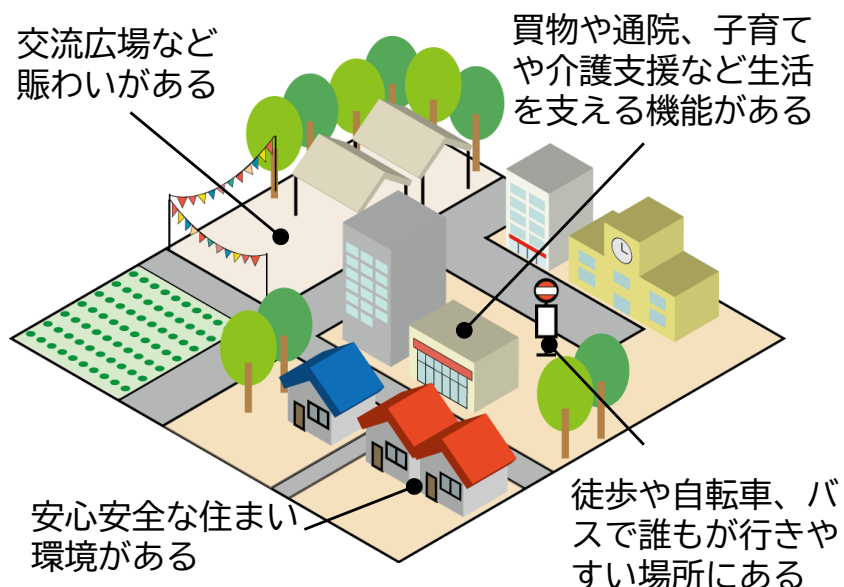 交流広場など
賑わいがある
買物や通院、子育て
や介護支援など生活
を支える機能がある
安心安全な住まい
環境がある
徒歩や自転車、バ
スで誰もが行きや
すい場所にある